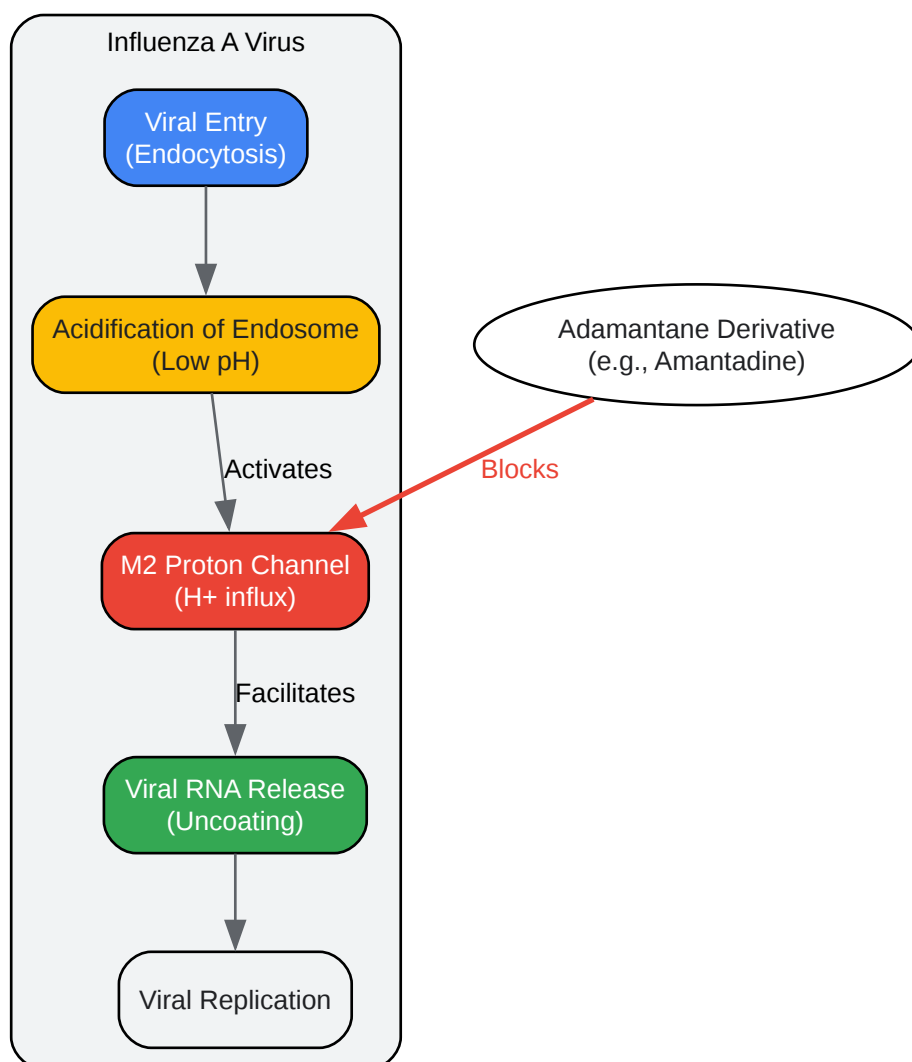 Influenza A Virus
Viral Entry
(Endocytosis)
Acidification of Endosome
(Low pH)
Adamantane Derivative
(e.g., Amantadine)
Activates
Blocks
M2 Proton Channel
(H+ influx)
Facilitates
Viral RNA Release
(Uncoating)
Viral Replication